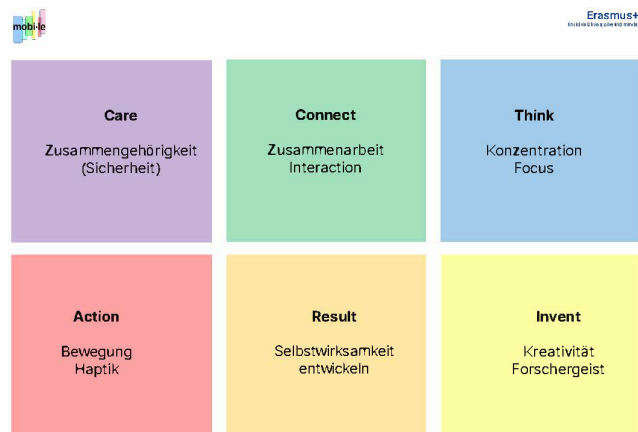 mobi·le
Erasmus+
Care
Zusammengehörigkeit
(Sicherheit)
Connect
Zusammenarbeit
Interaction
Think
Konzentration
Focus
Action
Bewegung
Haptik
Result
Selbstwirksamkeit
entwickeln
Invent
Kreativität
Forschergeist